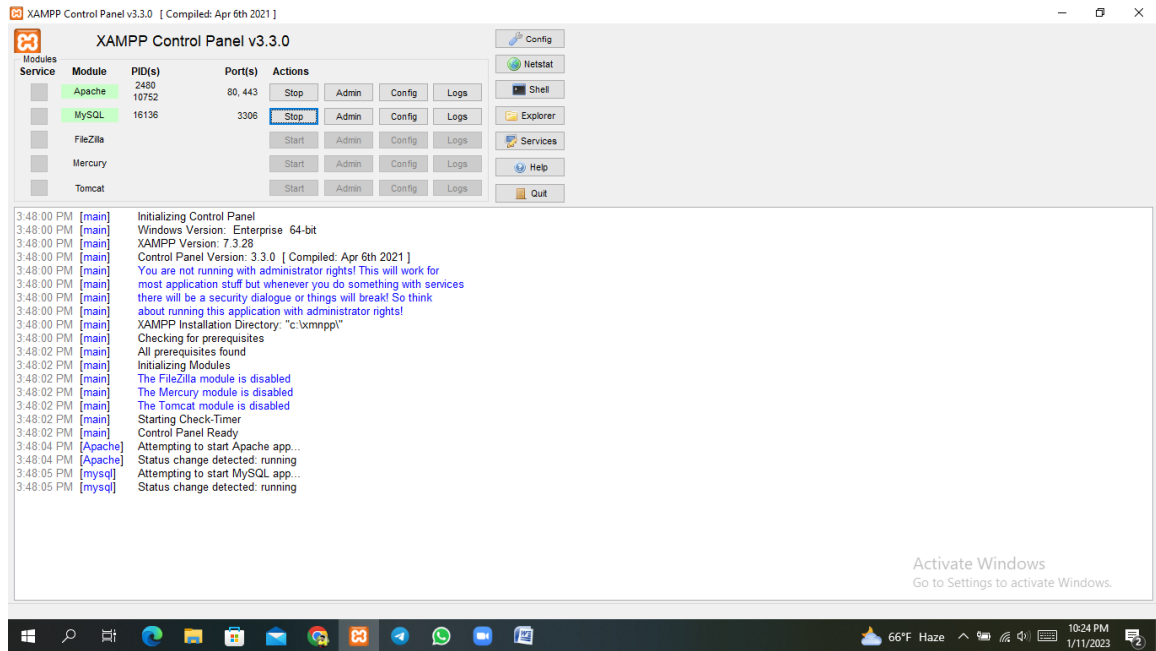 XAMPP Control Panel v3.3.0 [ Compiled: Apr 6th 2021 ]
XAMPP Control Panel v3.3.0
Modules
Service Module PID(s) Port(s) Actions
Apache 2480 10752 80, 443 Stop Admin Config Logs
MySQL 16136 3306 Stop Admin Config Logs
FileZilla Start Admin Config Logs
Mercury Start Admin Config Logs
Tomcat Start Admin Config Logs
Config
Netstat
Shell
Explorer
Services
Help
Quit
3:48:00 PM [main] Initializing Control Panel
3:48:00 PM [main] Windows Version: Enterprise 64-bit
3:48:00 PM [main] XAMPP Version: 7.3.28
3:48:00 PM [main] Control Panel Version: 3.3.0 [ Compiled: Apr 6th 2021 ]
3:48:00 PM [main] You are not running with administrator rights! This will work for
3:48:00 PM [main] most application stuff but whenever you do something with services
3:48:00 PM [main] there will be a security dialogue or things will break! So think
3:48:00 PM [main] about running this application with administrator rights!
3:48:00 PM [main] XAMPP Installation Directory: "c:\xmnpp\"
3:48:00 PM [main] Checking for prerequisites
3:48:02 PM [main] All prerequisites found
3:48:02 PM [main] Initializing Modules
3:48:02 PM [main] The FileZilla module is disabled
3:48:02 PM [main] The Mercury module is disabled
3:48:02 PM [main] The Tomcat module is disabled
3:48:02 PM [main] Starting Check-Timer
3:48:02 PM [main] Control Panel Ready
3:48:04 PM [Apache] Attempting to start Apache app...
3:48:04 PM [Apache] Status change detected: running
3:48:05 PM [mysql] Attempting to start MySQL app...
3:48:05 PM [mysql] Status change detected: running
Activate Windows
Go to Settings to activate Windows.
66°F Haze
10:24 PM
1/11/2023
2